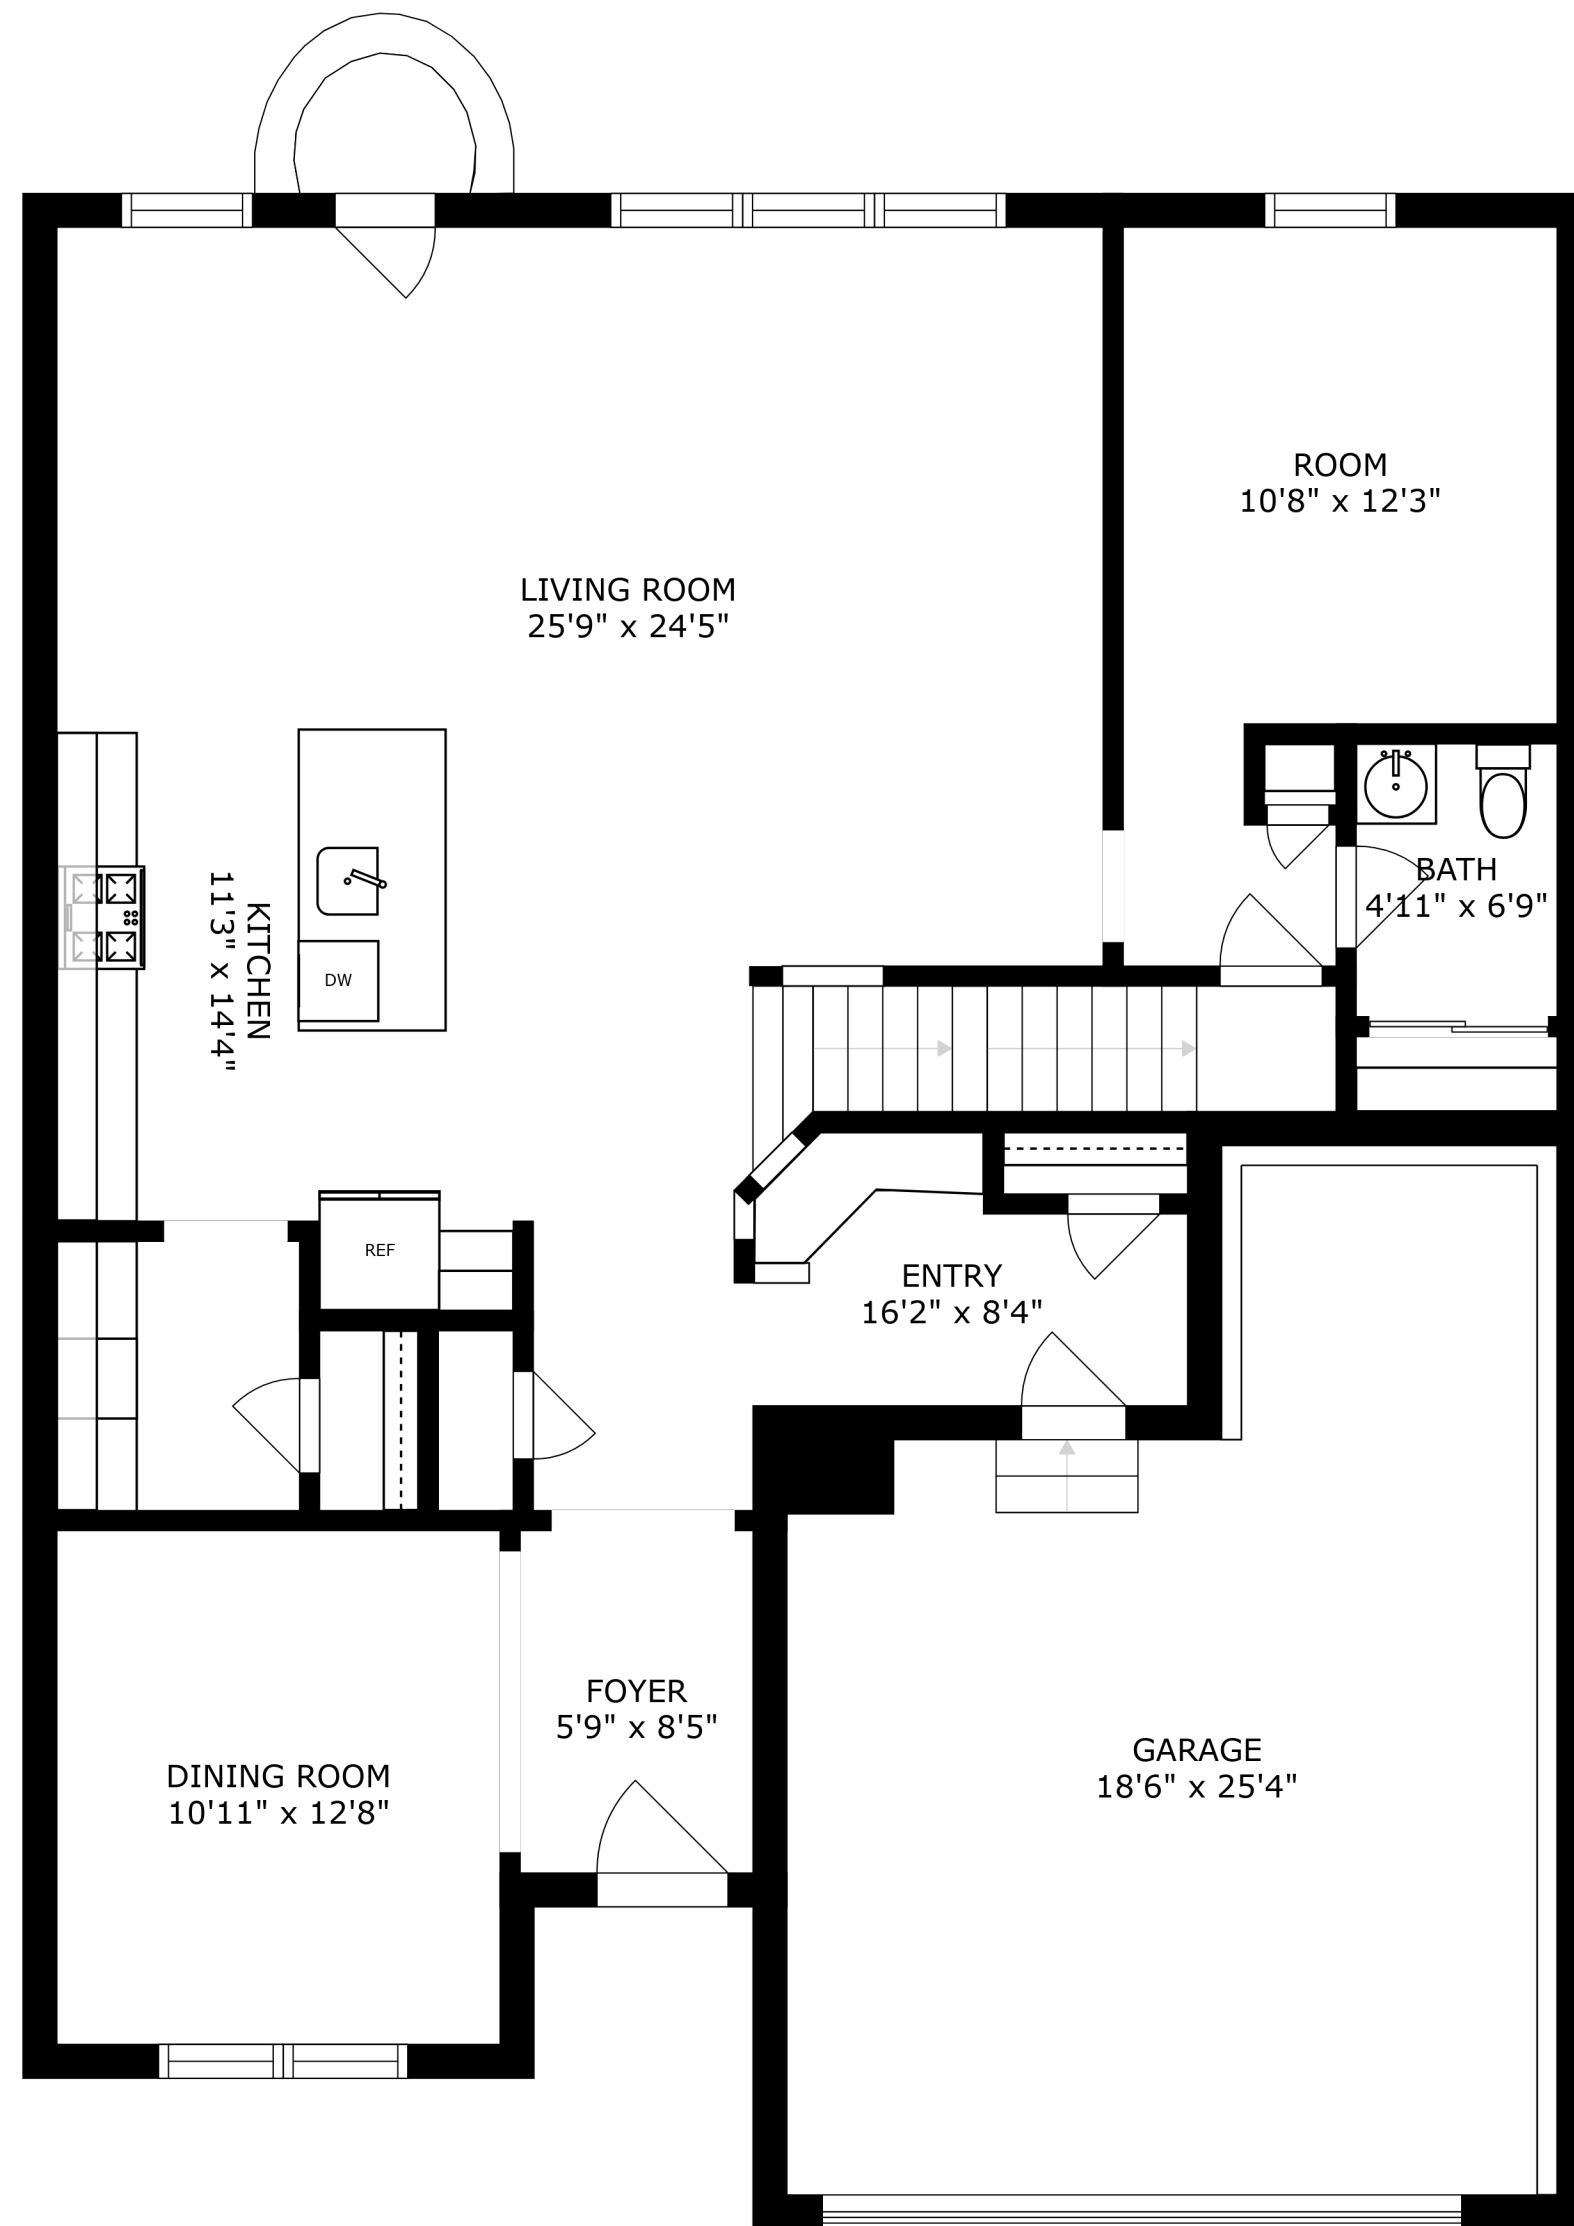 ROOM
10'8" x 12'3"
LIVING ROOM
25'9" x 24'5"
BATH
4'11" x 6'9"
KITCHEN
11'3" x 14'4"
DW
REF
ENTRY
16'2" x 8'4"
FOYER
5'9" x 8'5"
GARAGE
18'6" x 25'4"
DINING ROOM
10'11" x 12'8"